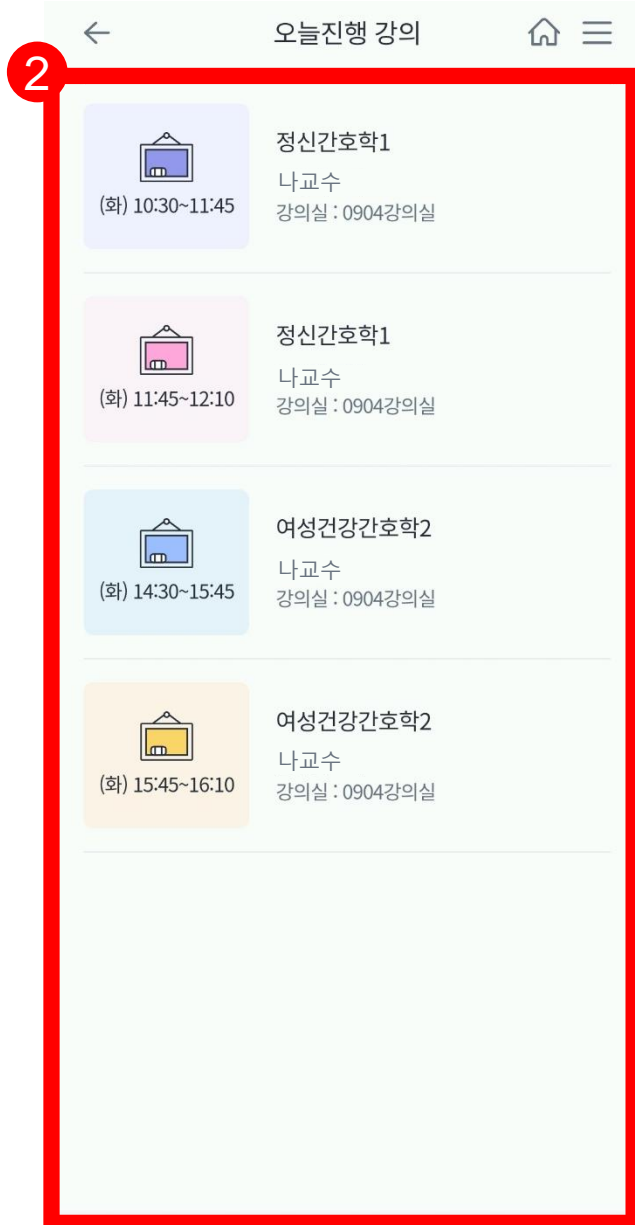 오늘진행 강의
2
정신간호학1
나교수
(화) 10:30~11:45
강의실 : 0904강의실
정신간호학1
나교수
(화) 11:45~12:10
강의실 : 0904강의실
여성건강간호학2
나교수
(화) 14:30~15:45
강의실 : 0904강의실
여성건강간호학2
나교수
(화) 15:45~16:10
강의실 : 0904강의실